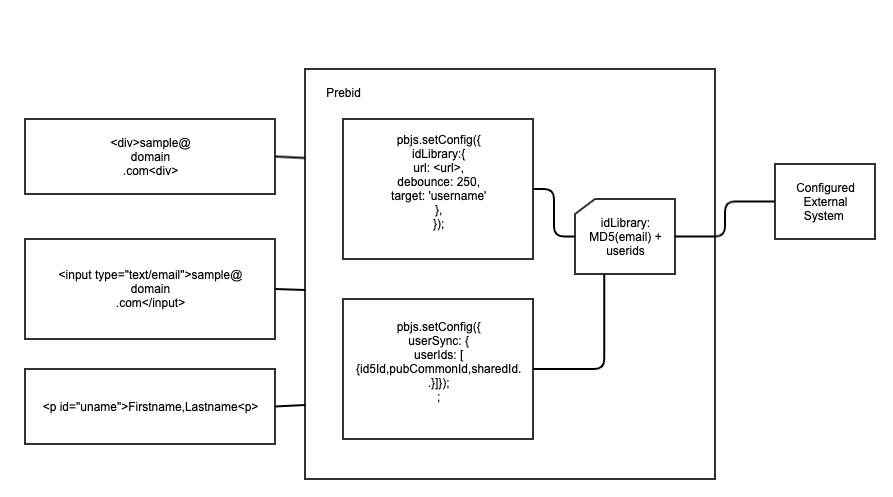 Prebid
<div>sample@
domain
.com<div>
<input type="text/email">sample@
domain
.com</input>
<p id="uname">Firstname,Lastname<p>
pbjs.setConfig({
idLibrary:{
url: <url>,
debounce: 250,
target: 'username'
},
});
pbjs.setConfig({
userSync: {
userIds: [
{id5Id,pubCommonId,sharedId.
.}]});
;
idLibrary:
MD5(email) +
userids
Configured
External
System